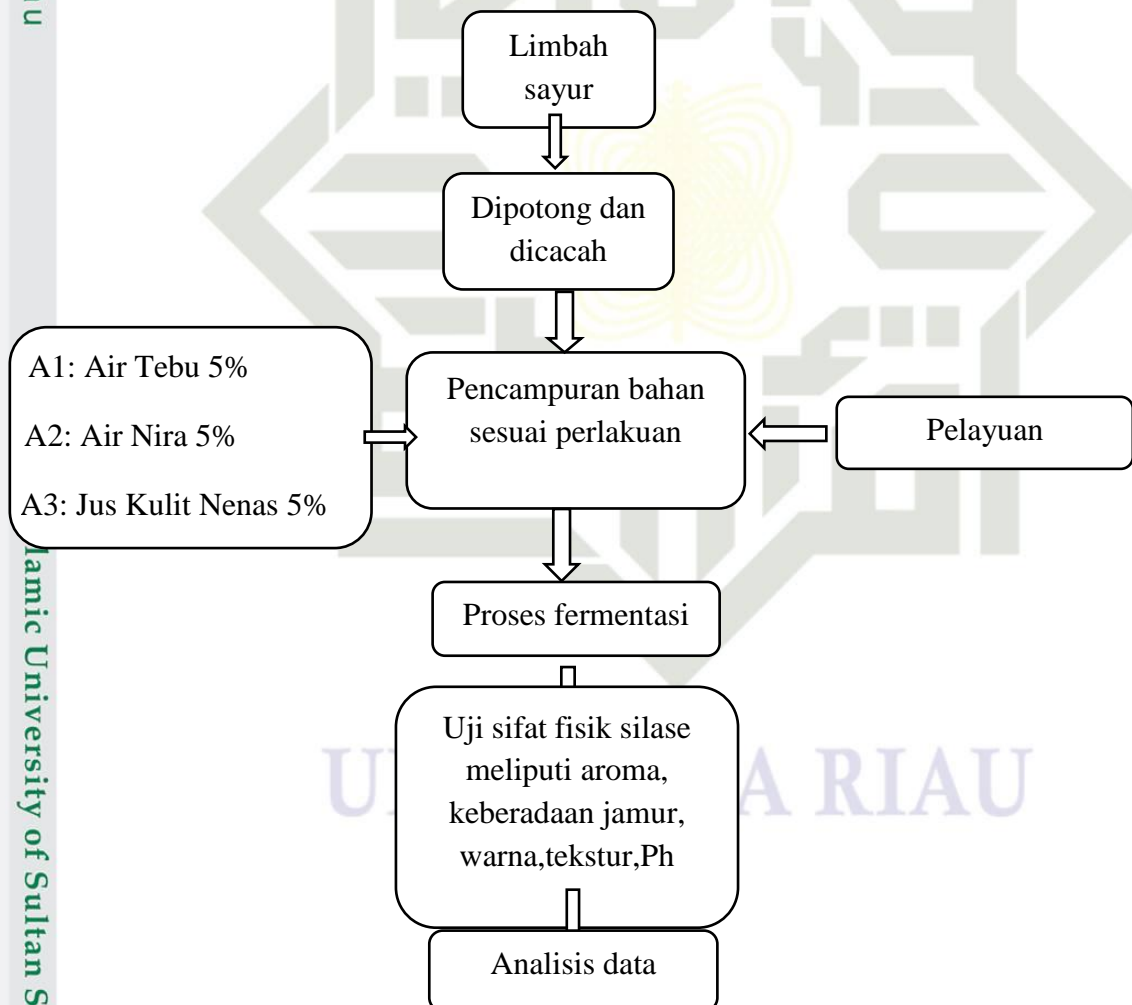 Limbah
sayur
Dipotong dan
dicacah
A1: Air Tebu 5%
A2: Air Nira 5%
A3: Jus Kulit Nenas 5%
Pencampuran bahan
sesuai perlakuan
Pelayuan
Proses fermentasi
Uji sifat fisik silase
meliputi aroma,
keberadaan jamur,
warna,tekstur,Ph
Analisis data
lamic University of Sultan S
U A RIAU